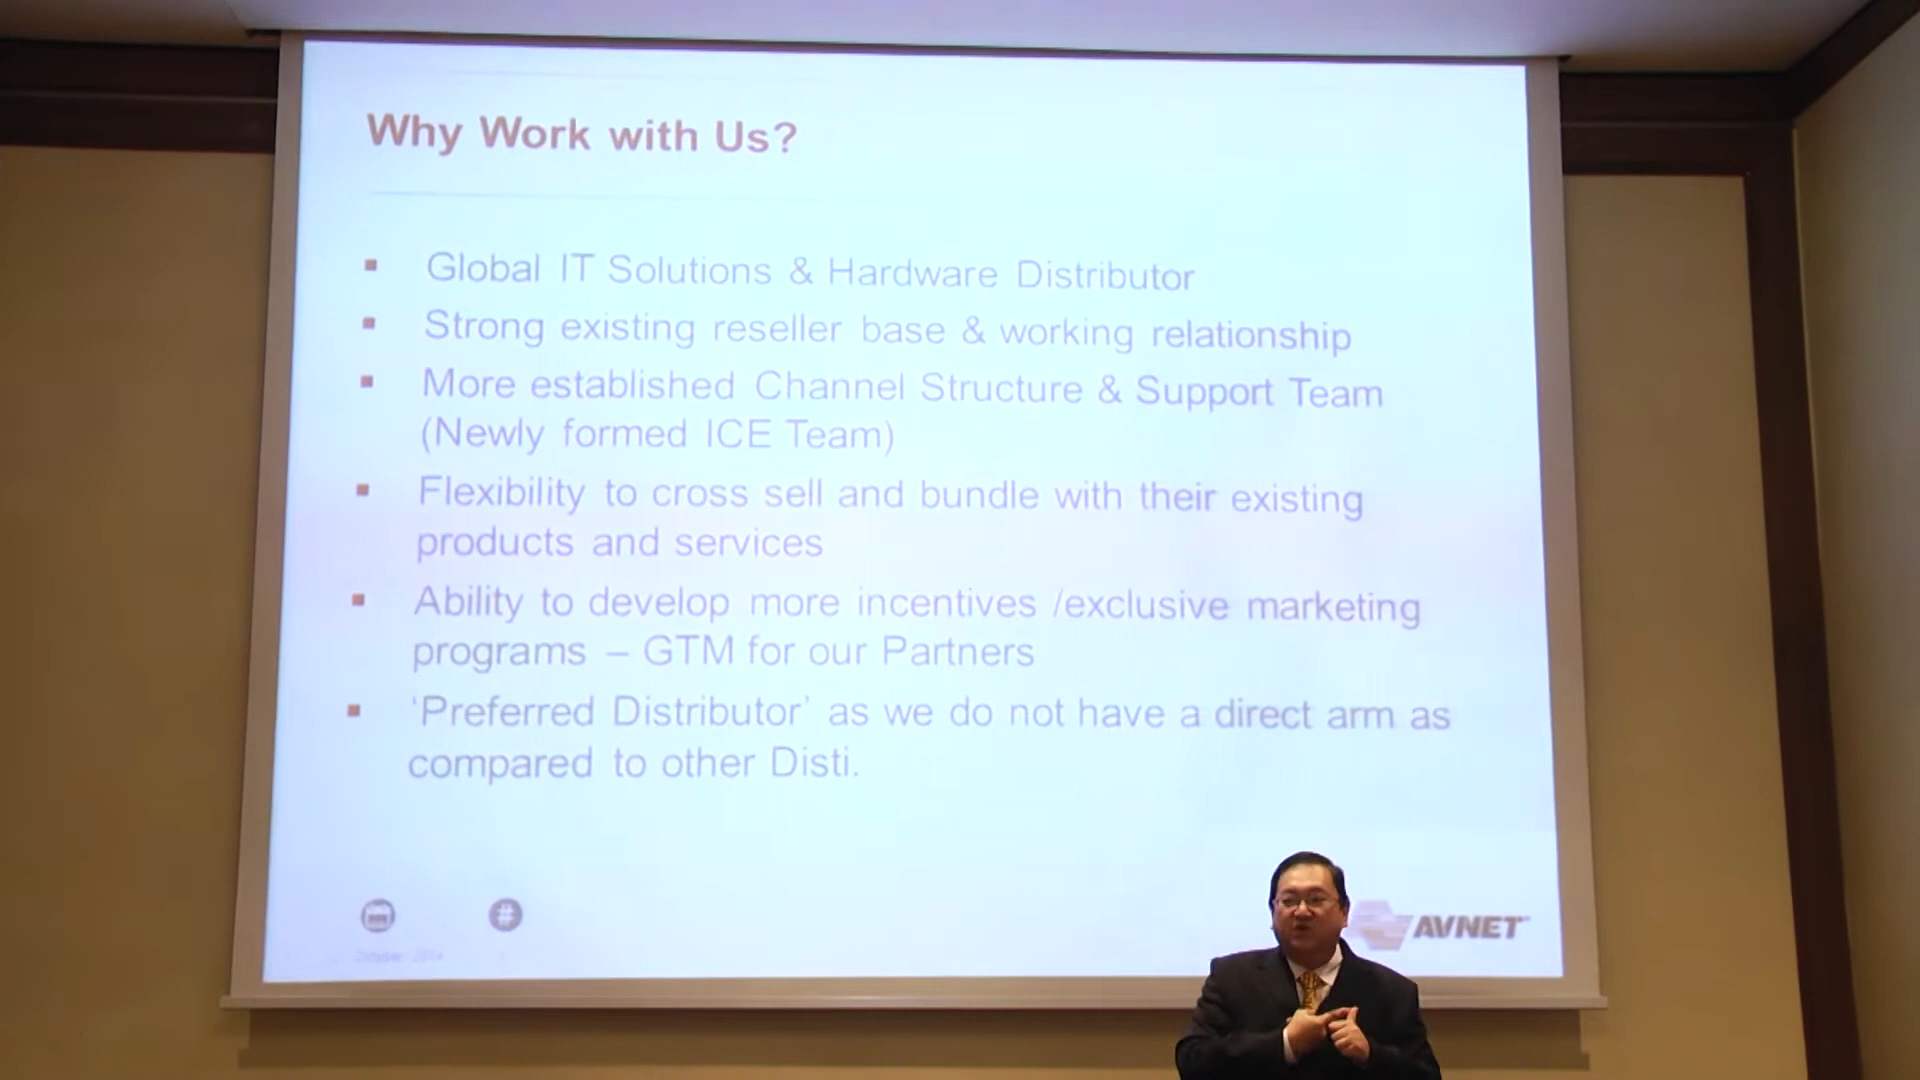 Why Work with Us?
▪ Global IT Solutions & Hardware Distributor
▪ Strong existing reseller base & working relationship
▪ More established Channel Structure & Support Team
(Newly formed ICE Team)
▪ Flexibility to cross sell and bundle with their existing
products and services
▪ Ability to develop more incentives /exclusive marketing
programs – GTM for our Partners
▪ ‘Preferred Distributor’ as we do not have a direct arm as
compared to other Disti.
#
AVNET